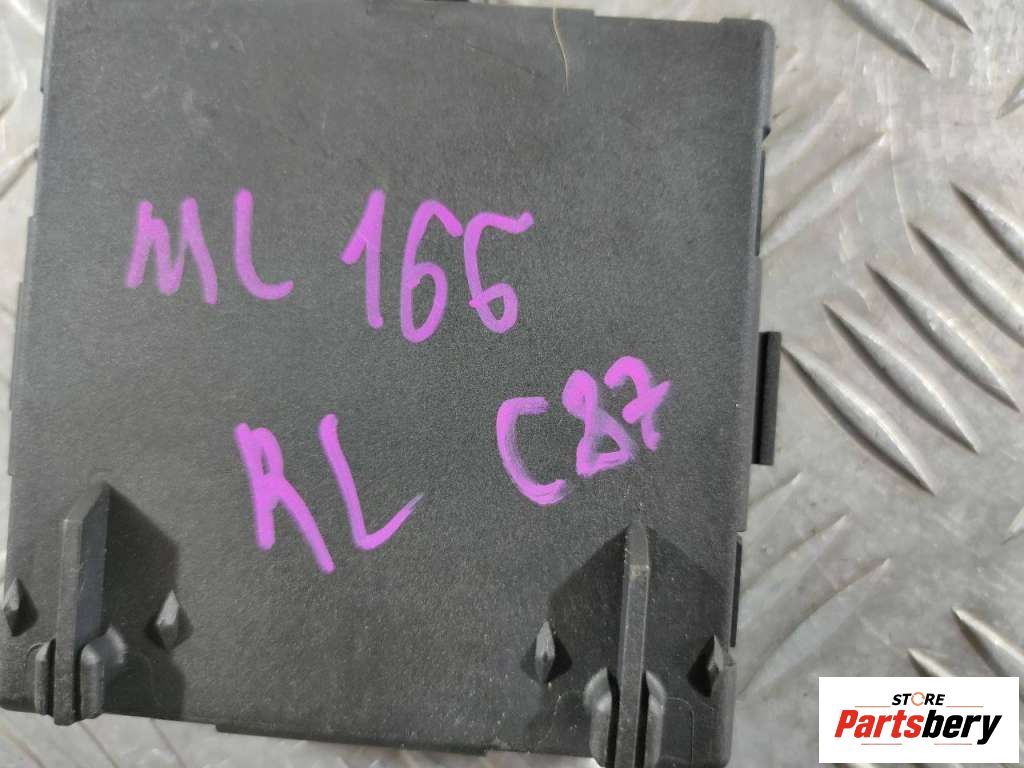 ML 166
RL C87
STORE
Partsbery